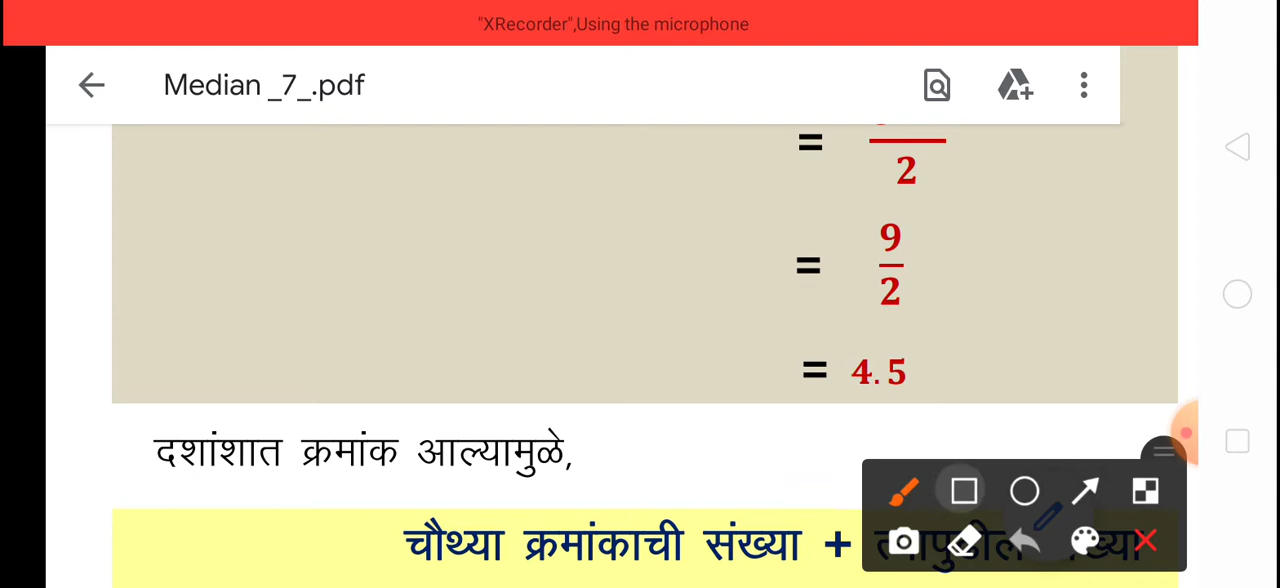 "XRecorder",Using the microphone
Median _7_.pdf
=
2
= 9
2
= 4.5
दशांशात क्रमांक आल्यामुळे,
चौथ्या क्रमांकाची संख्या +